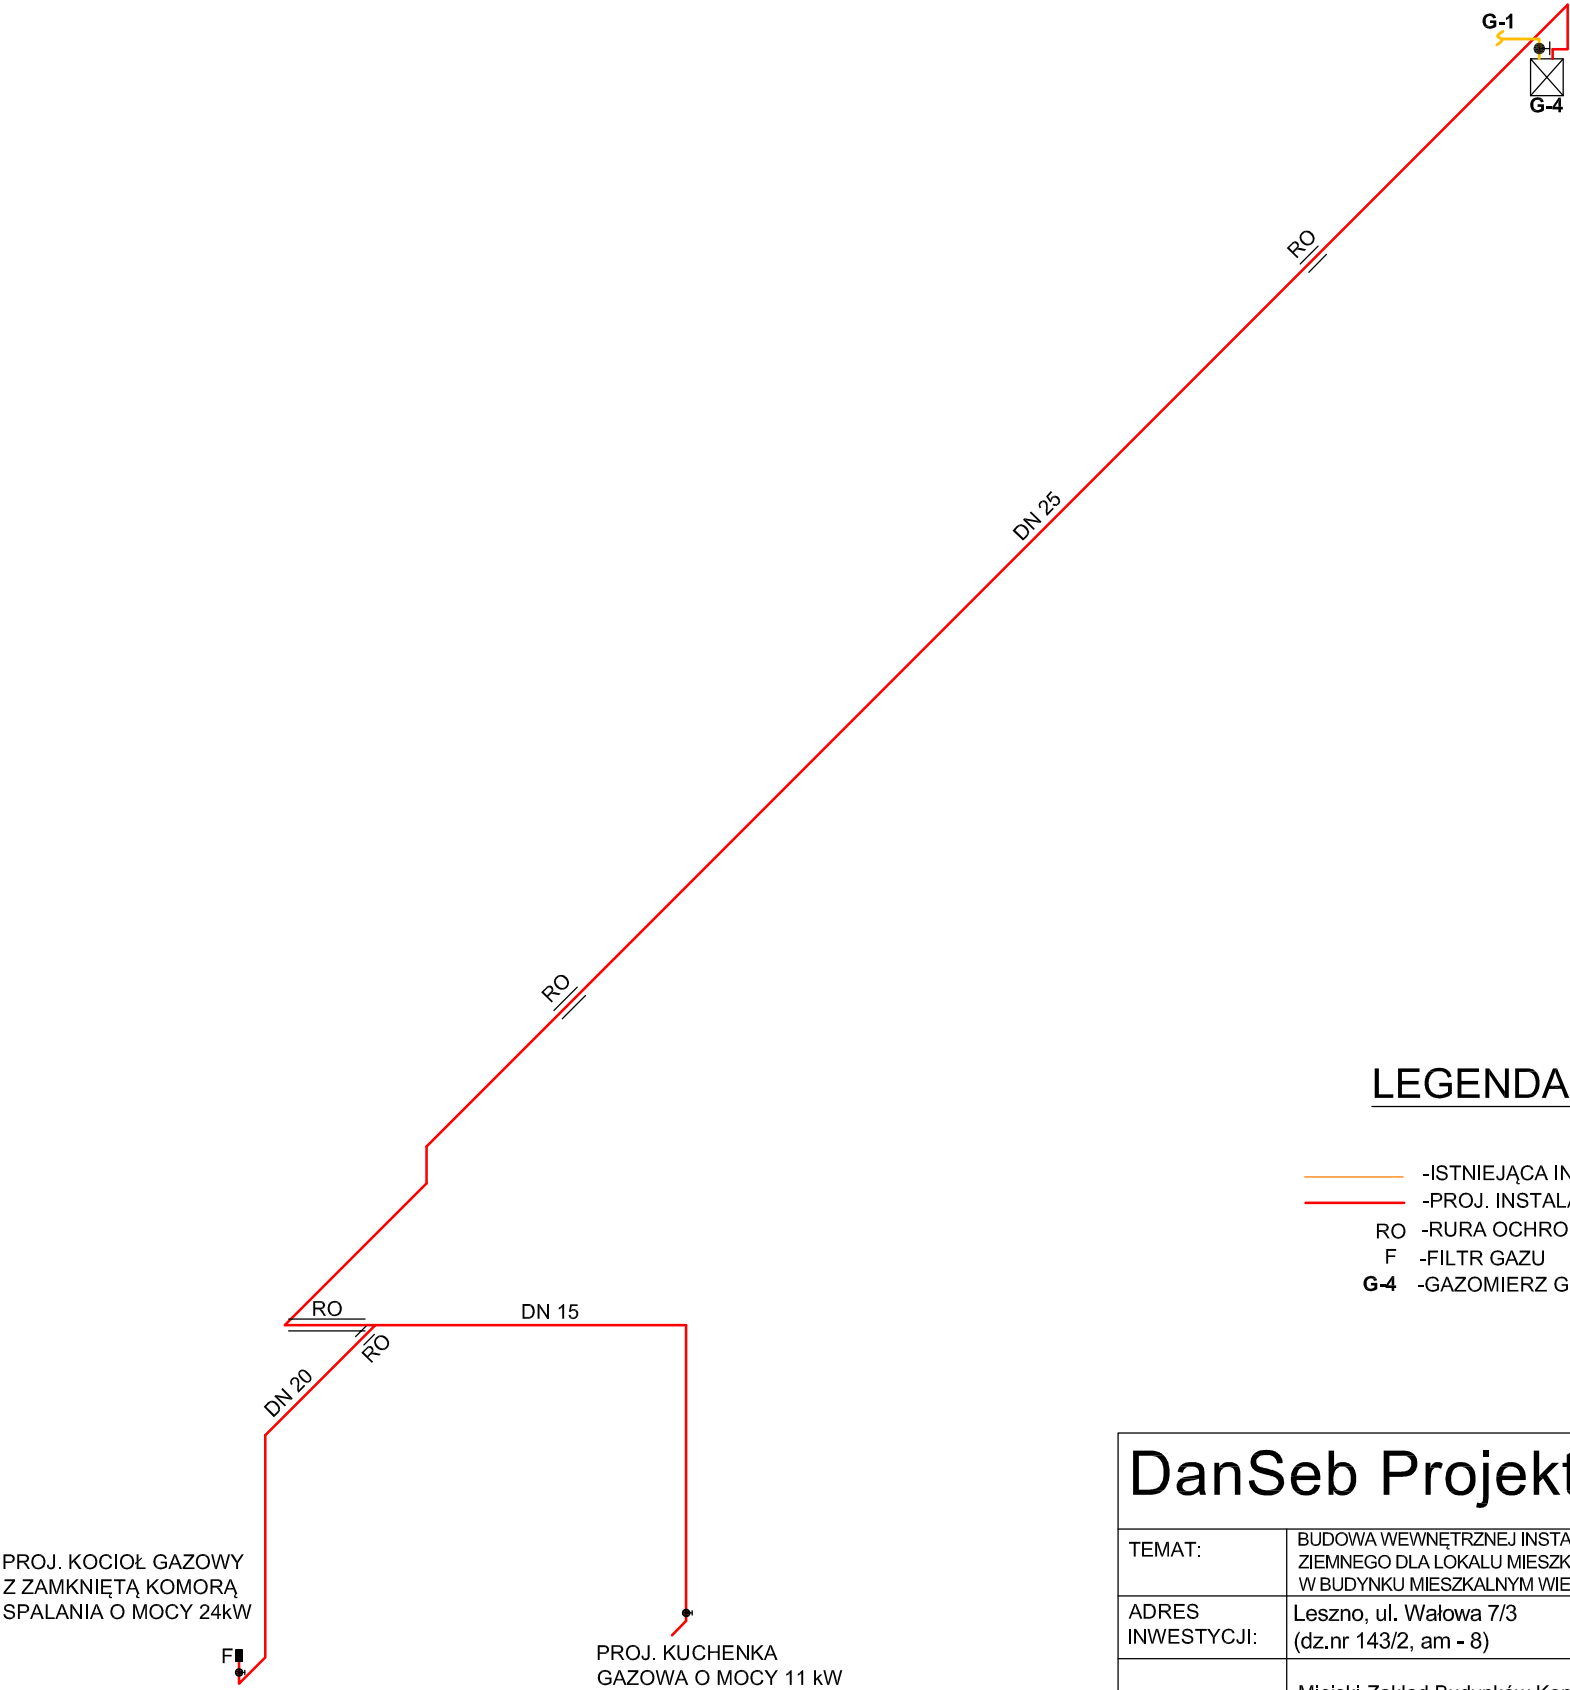 G-1
G-4
RO
DN 25
RO
LEGENDA
-ISTNIEJĄCA IN
-PROJ. INSTALA
RO -RURA OCHRO
F -FILTR GAZU
G-4 -GAZOMIERZ G
RO
DN 15
RO
DN 20
DanSeb Projekt
TEMAT:
BUDOWA WEWNĘTRZNEJ INSTA
ZIEMNEGO DLA LOKALU MIESZK
W BUDYNKU MIESZKALNYM WIE
ADRES
INWESTYCJI:
Leszno, ul. Wałowa 7/3
(dz.nr 143/2, am - 8)
PROJ. KOCIOŁ GAZOWY
Z ZAMKNIĘTĄ KOMORĄ
SPALANIA O MOCY 24kW
F
PROJ. KUCHENKA
GAZOWA O MOCY 11 kW